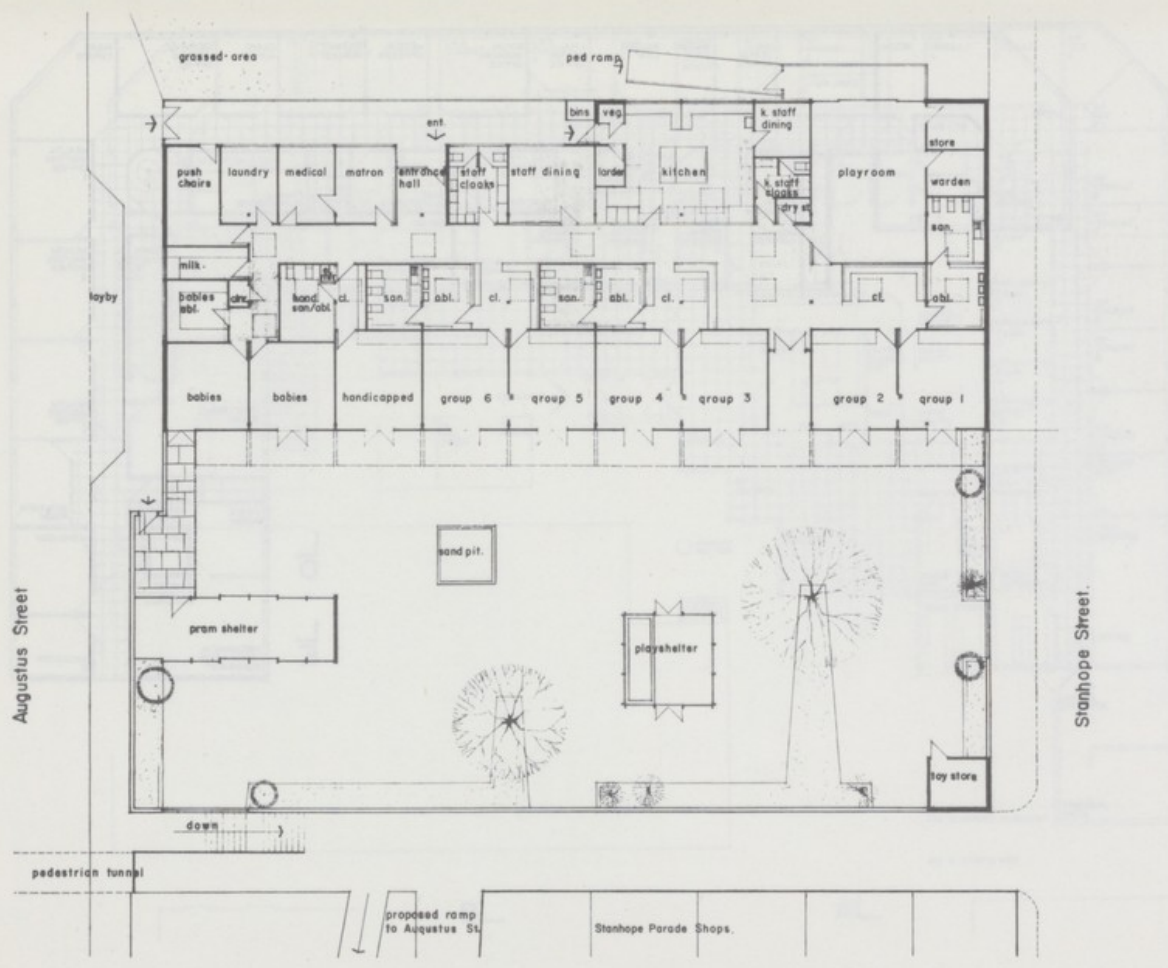 grassed-area
ped ramp
bins
veg.
k. staff
dining
ent.
store
push
chairs
laundry
medical
matron
entrance
hall
staff
cloaks
staff dining
larder
kitchen
k. staff
cloaks
dry st.
playroom
warden
san.
milk.
layby
babies
abl.
hand.
san/abl.
cl.
san.
abl.
cl.
san.
abl.
cl.
cl.
abl.
babies
babies
handicapped
group 6
group 5
group 4
group 3
group 2
group 1
sand pit.
Augustus Street
pram shelter
playshelter
Stanhope Street.
toy store
down
pedestrian tunnel
proposed ramp
to Augustus St.
Stanhope Parade Shops.